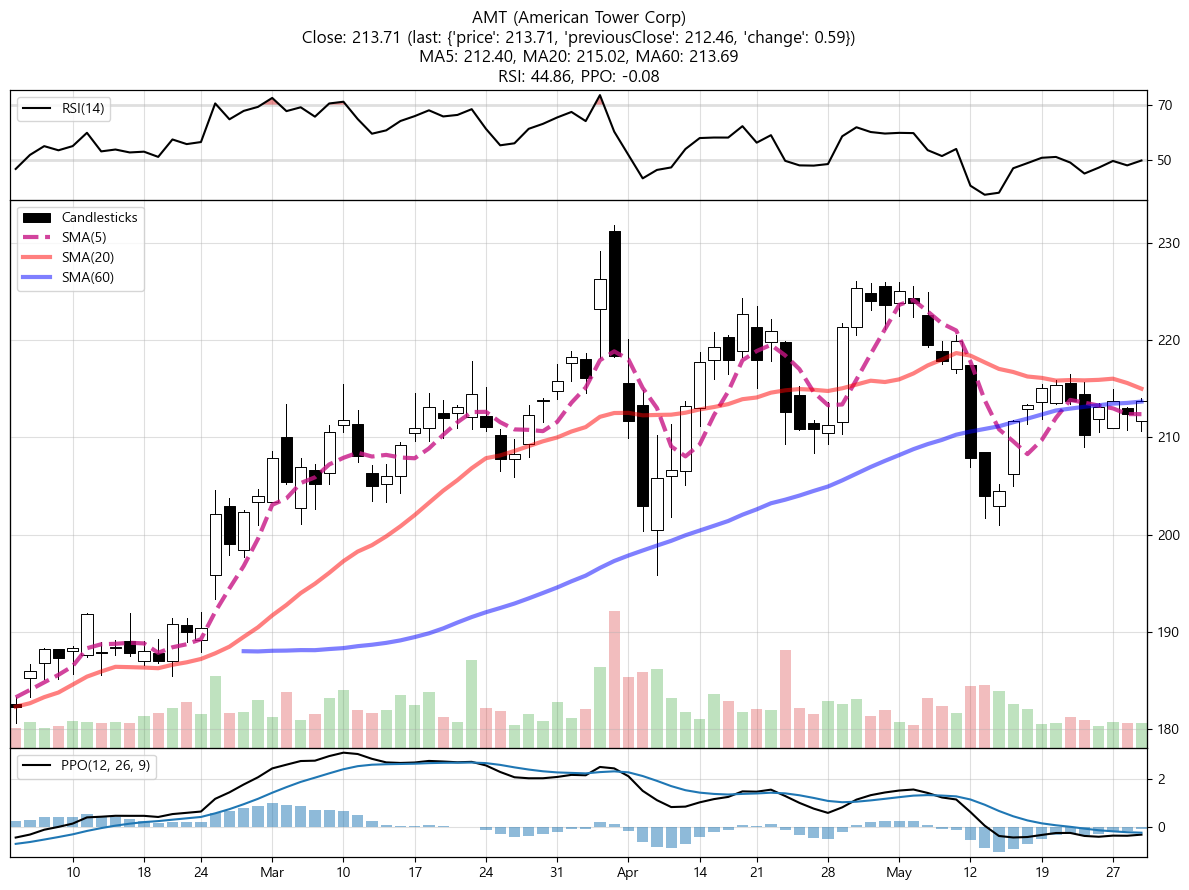 AMT (American Tower Corp)
Close: 213.71 (last: {'price': 213.71, 'previousClose': 212.46, 'change': 0.59})
MA5: 212.40, MA20: 215.02, MA60: 213.69
RSI: 44.86, PPO: -0.08
RSI(14)
70
50
Candlesticks
SMA(5)
SMA(20)
SMA(60)
230
220
210
200
190
180
PPO(12, 26, 9)
2
0
10 18 24 Mar 10 17 24 31 Apr 14 21 28 May 12 19 27